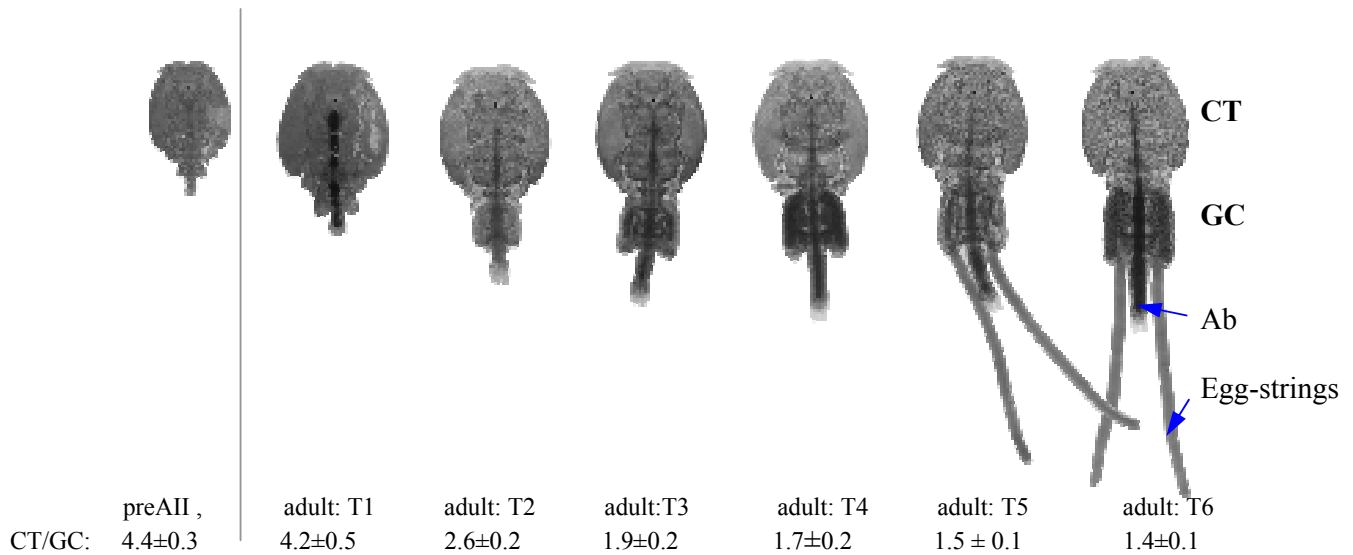 CT
GC
Ab
Egg-strings
preAII , adult: T1 adult: T2 adult:T3 adult: T4 adult: T5 adult: T6
CT/GC: 4.4±0.3 4.2±0.5 2.6±0.2 1.9±0.2 1.7±0.2 1.5 ± 0.1 1.4±0.1